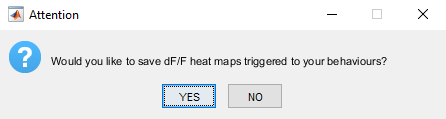 Attention
Would you like to save dF/F heat maps triggered to your behaviours?
YES NO